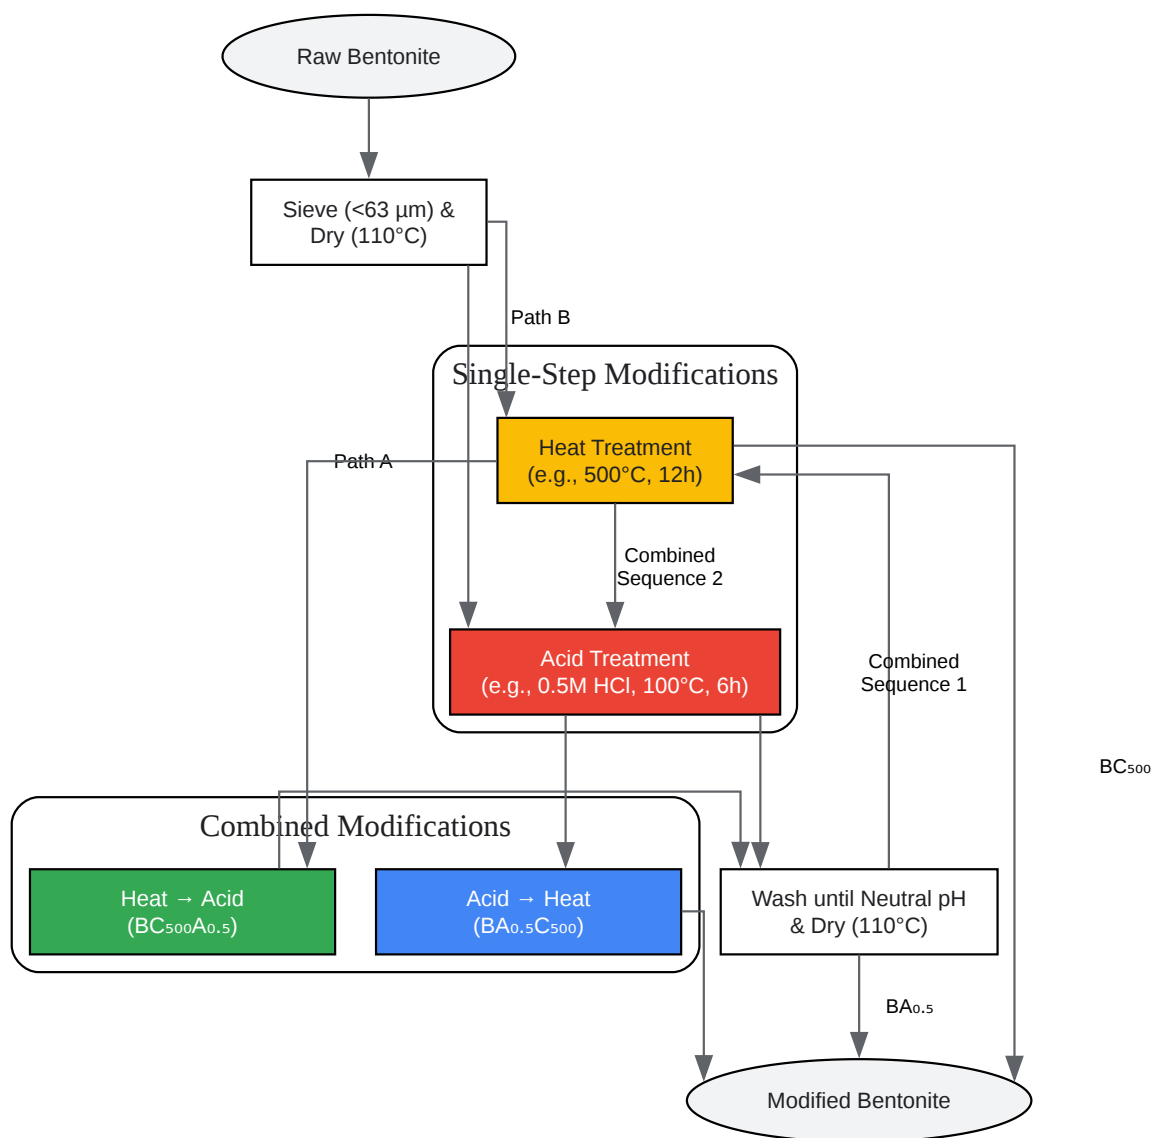 Raw Bentonite
Sieve (<63 µm) &
Dry (110°C)
Path B
Single-Step Modifications
Heat Treatment
(e.g., 500°C, 12h)
Path A
Combined
Sequence 2
Acid Treatment
(e.g., 0.5M HCl, 100°C, 6h)
Combined
Sequence 1
BC₅₀₀
Combined Modifications
Heat → Acid
(BC₅₀₀A₀.₅)
Acid → Heat
(BA₀.₅C₅₀₀)
Wash until Neutral pH
& Dry (110°C)
BA₀.₅
Modified Bentonite